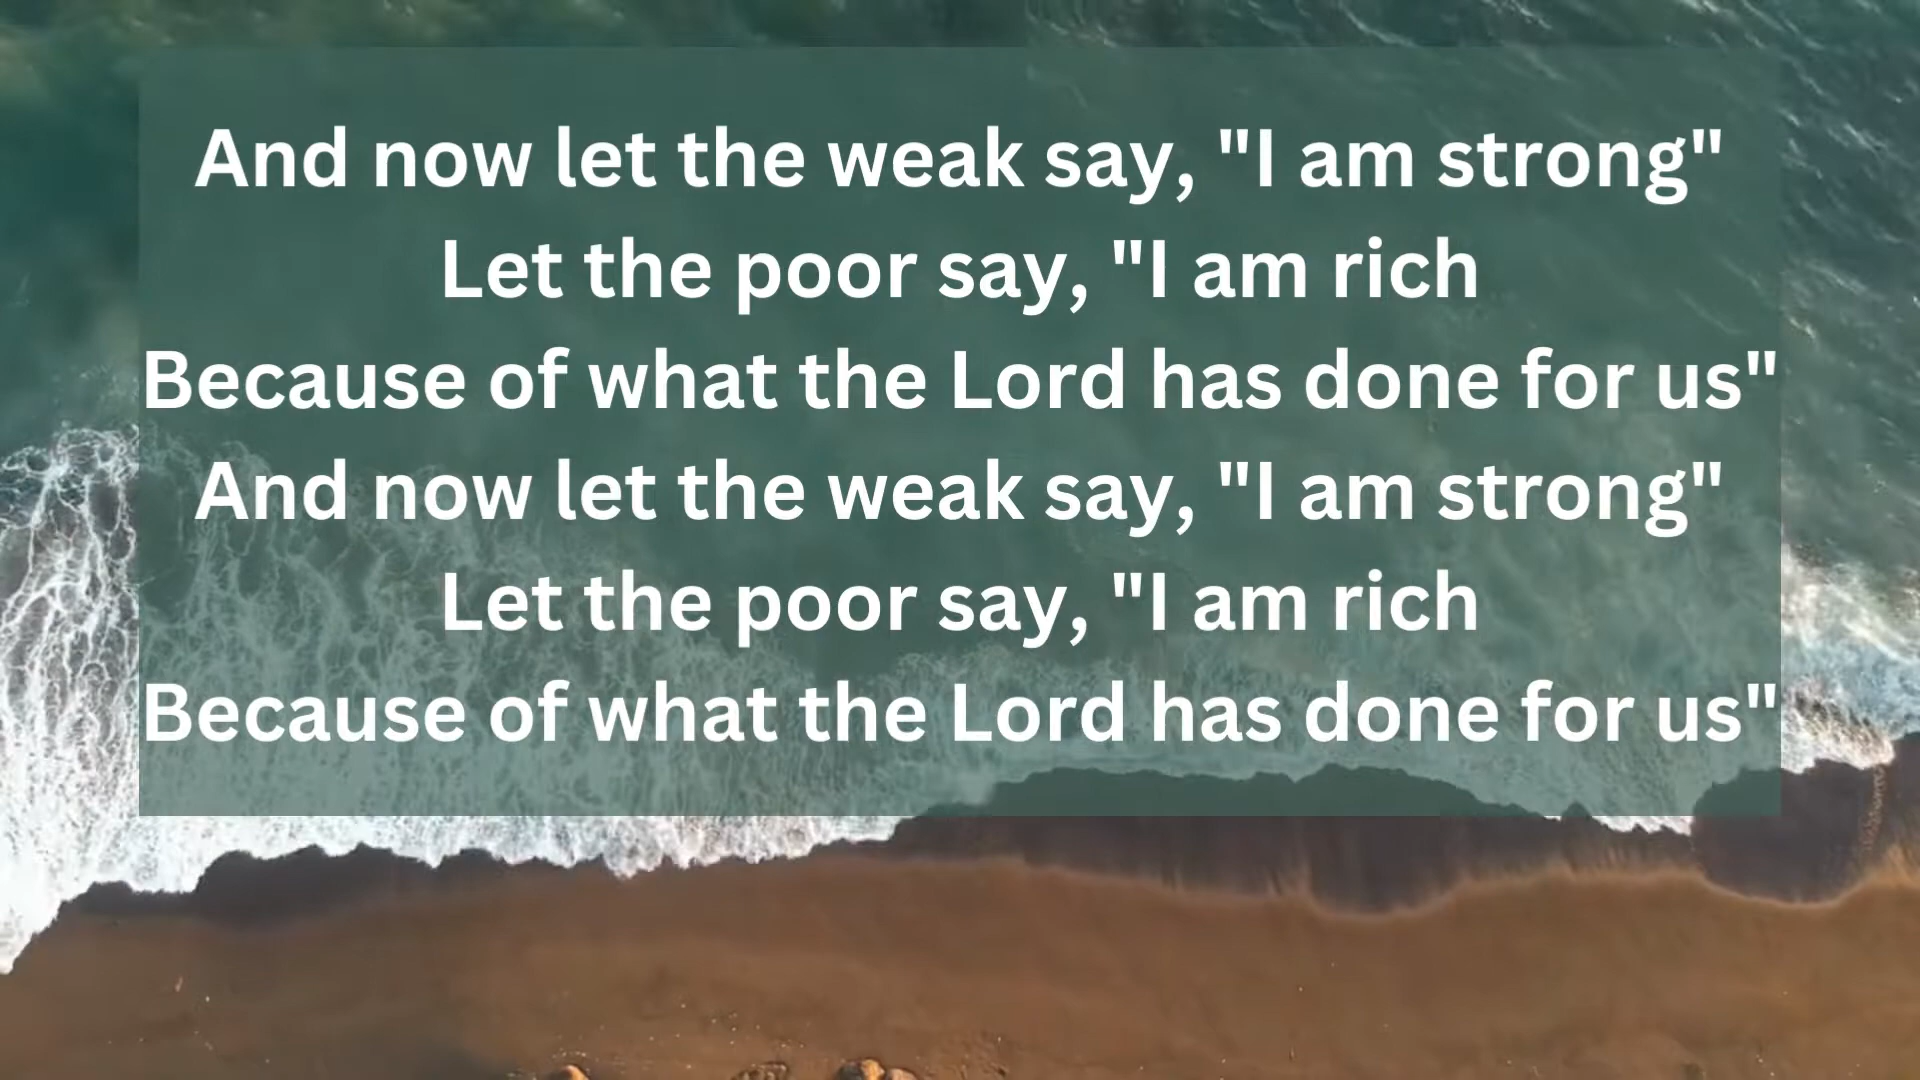 And now let the weak say, "I am strong"
Let the poor say, "I am rich
Because of what the Lord has done for us"
And now let the weak say, "I am strong"
Let the poor say, "I am rich
Because of what the Lord has done for us"